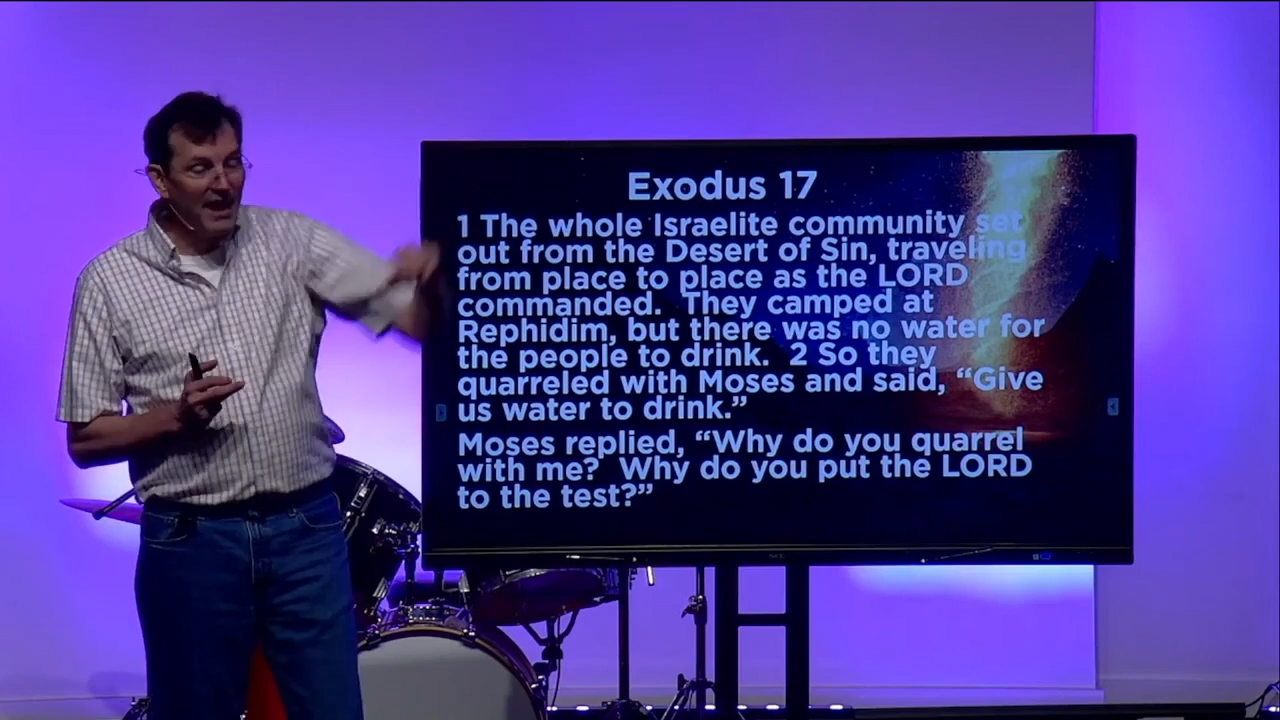 Exodus 17
1 The whole Israelite community set
out from the Desert of Sin, traveling
from place to place as the LORD
commanded.  They camped at
Rephidim, but there was no water for
the people to drink.  2 So they
quarreled with Moses and said, “Give
us water to drink.”
Moses replied, “Why do you quarrel
with me?  Why do you put the LORD
to the test?”